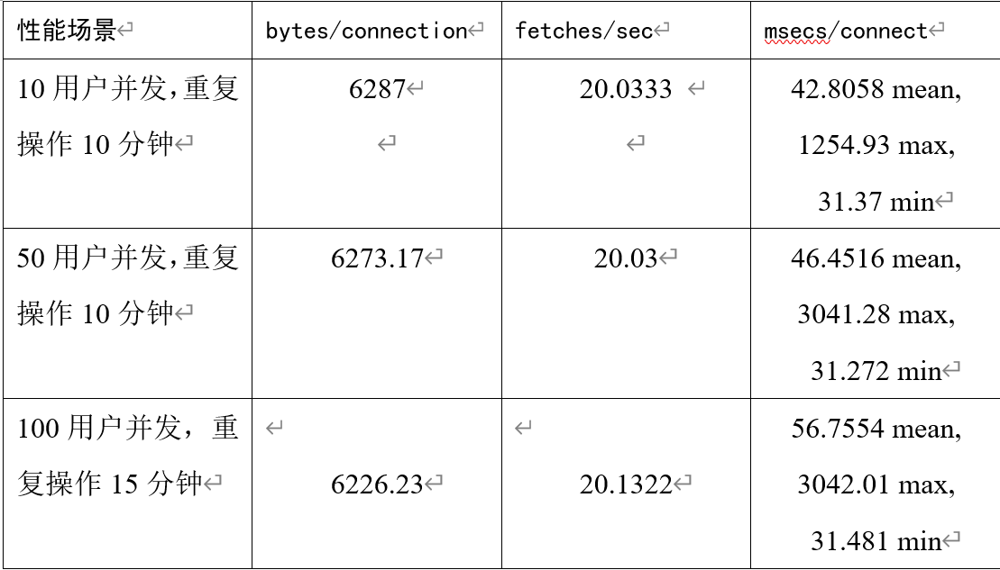 性能场景 bytes/connection fetches/sec msecs/connect
10 用户并发，重复 6287 20.0333 42.8058 mean,
操作 10 分钟 1254.93 max,
31.37 min
50 用户并发，重复 6273.17 20.03 46.4516 mean,
操作 10 分钟 3041.28 max,
31.272 min
100 用户并发，重 56.7554 mean,
复操作 15 分钟 6226.23 20.1322 3042.01 max,
31.481 min